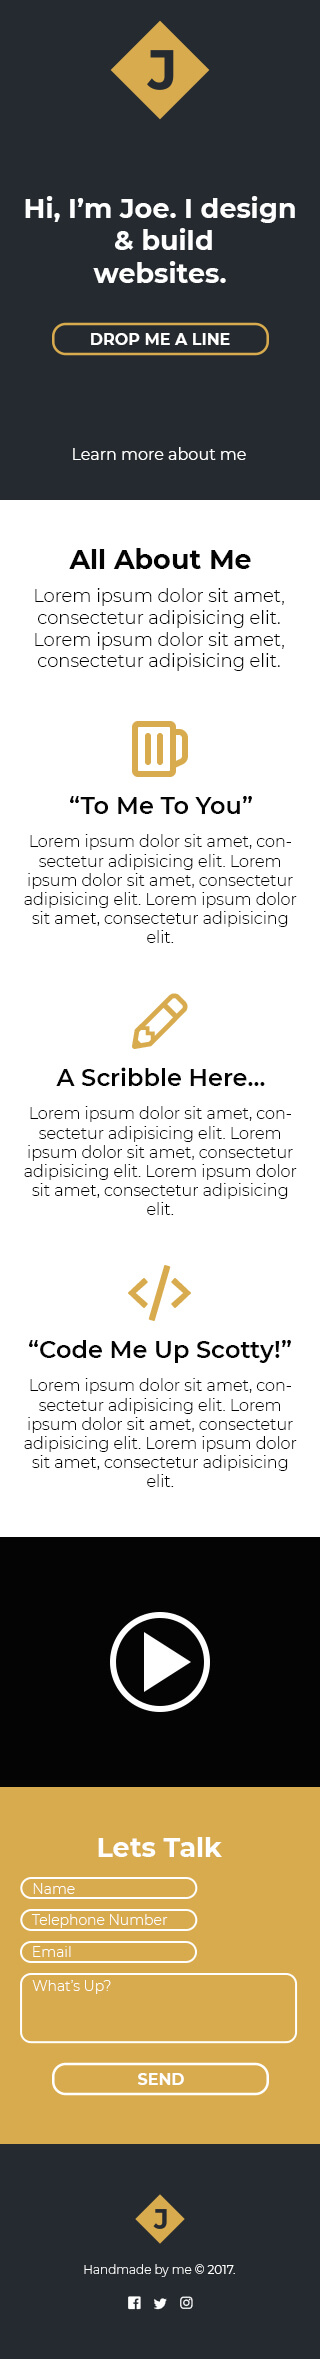 J
Hi, I’m Joe. I design
& build
websites.
DROP ME A LINE
Learn more about me
All About Me
Lorem ipsum dolor sit amet,
consectetur adipisicing elit.
Lorem ipsum dolor sit amet,
consectetur adipisicing elit.
“To Me To You”
Lorem ipsum dolor sit amet, con-
sectetur adipisicing elit. Lorem
ipsum dolor sit amet, consectetur
adipisicing elit. Lorem ipsum dolor
sit amet, consectetur adipisicing
elit.
A Scribble Here...
Lorem ipsum dolor sit amet, con-
sectetur adipisicing elit. Lorem
ipsum dolor sit amet, consectetur
adipisicing elit. Lorem ipsum dolor
sit amet, consectetur adipisicing
elit.
“Code Me Up Scotty!”
Lorem ipsum dolor sit amet, con-
sectetur adipisicing elit. Lorem
ipsum dolor sit amet, consectetur
adipisicing elit. Lorem ipsum dolor
sit amet, consectetur adipisicing
elit.
Lets Talk
Name
Telephone Number
Email
What’s Up?
SEND
J
Handmade by me © 2017.